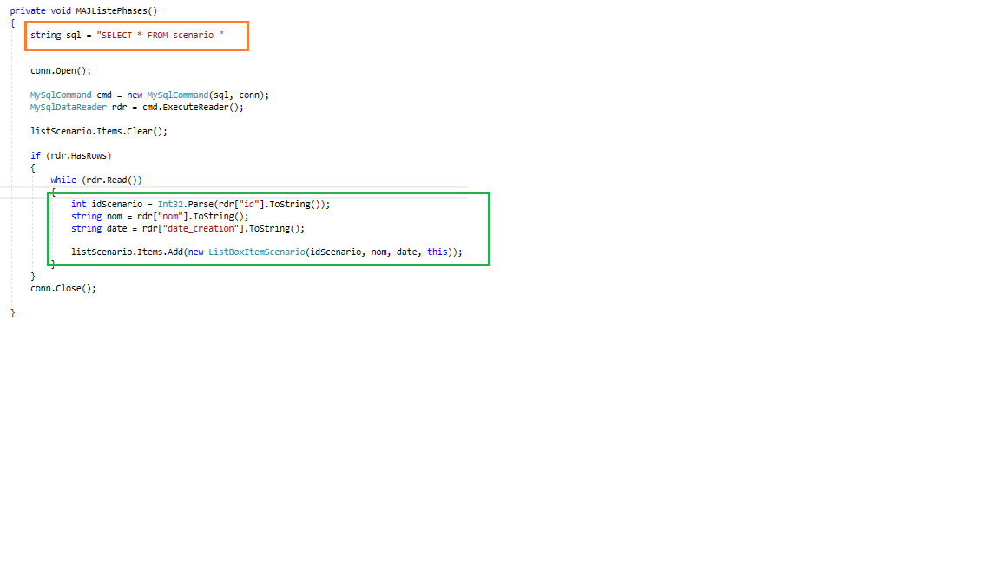 private void MAJListePhases()
{
string sql = "SELECT * FROM scenario "
conn.Open();
MySqlCommand cmd = new MySqlCommand(sql, conn);
MySqlDataReader rdr = cmd.ExecuteReader();
listScenario.Items.Clear();
if (rdr.HasRows)
{
while (rdr.Read())
{
int idScenario = Int32.Parse(rdr["id"].ToString());
string nom = rdr["nom"].ToString();
string date = rdr["date_creation"].ToString();
listScenario.Items.Add(new ListBoxItemScenario(idScenario, nom, date, this));
}
}
conn.Close();
}